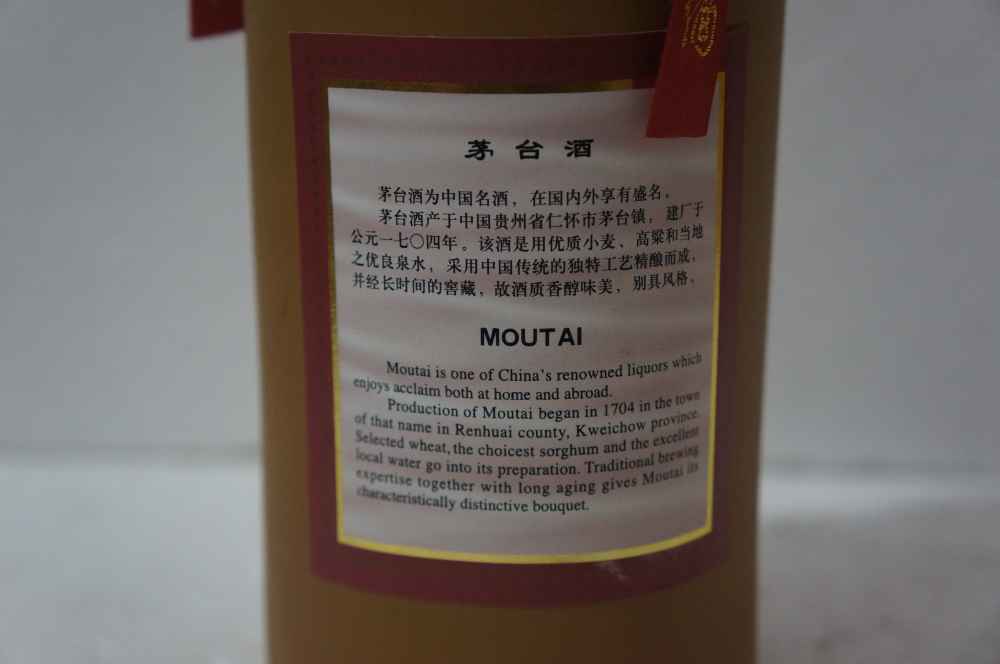 茅台酒
茅台酒为中国名酒，在国内外享有盛名。
茅台酒产于中国贵州省仁怀市茅台镇，建厂于
公元一七〇四年。该酒是用优质小麦、高粱和当地
之优良泉水，采用中国传统的独特工艺精酿而成，
并经长时间的窖藏，故酒质香醇味美，别具风格。
MOUTAI
Moutai is one of China's renowned liquors which
enjoys acclaim both at home and abroad.
Production of Moutai began in 1704 in the town
of that name in Renhuai county, Kweichow province.
Selected wheat, the choicest sorghum and the excellent
local water go into its preparation. Traditional brewing
expertise together with long aging gives Moutai its
characteristically distinctive bouquet.